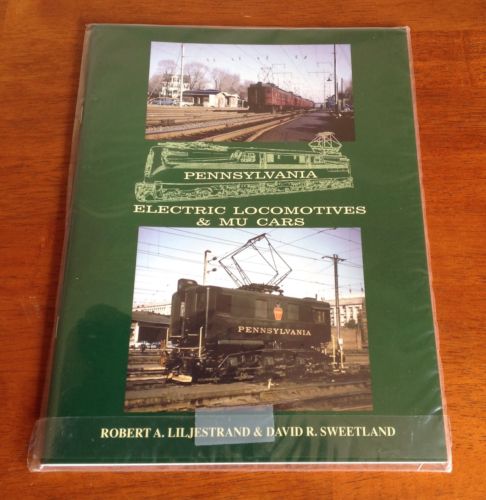 PENNSYLVANIA
ELECTRIC LOCOMOTIVES
& MU CARS
PENNSYLVANIA
ROBERT A. LILJESTRAND & DAVID R. SWEETLAND